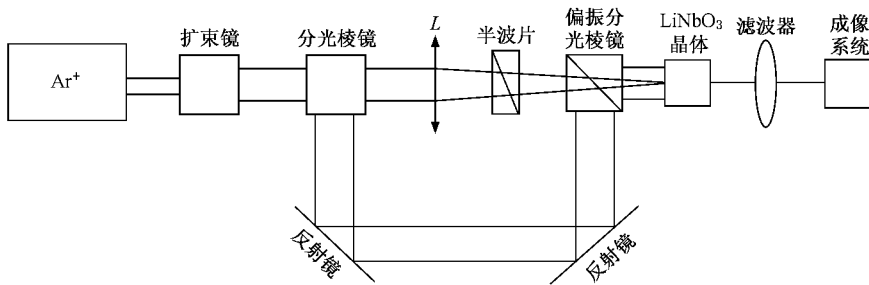 Ar⁺
扩束镜
分光棱镜
L
半波片
偏振分
光棱镜
LiNbO₃
晶体
滤波器
成像
系统
反射镜
反射镜